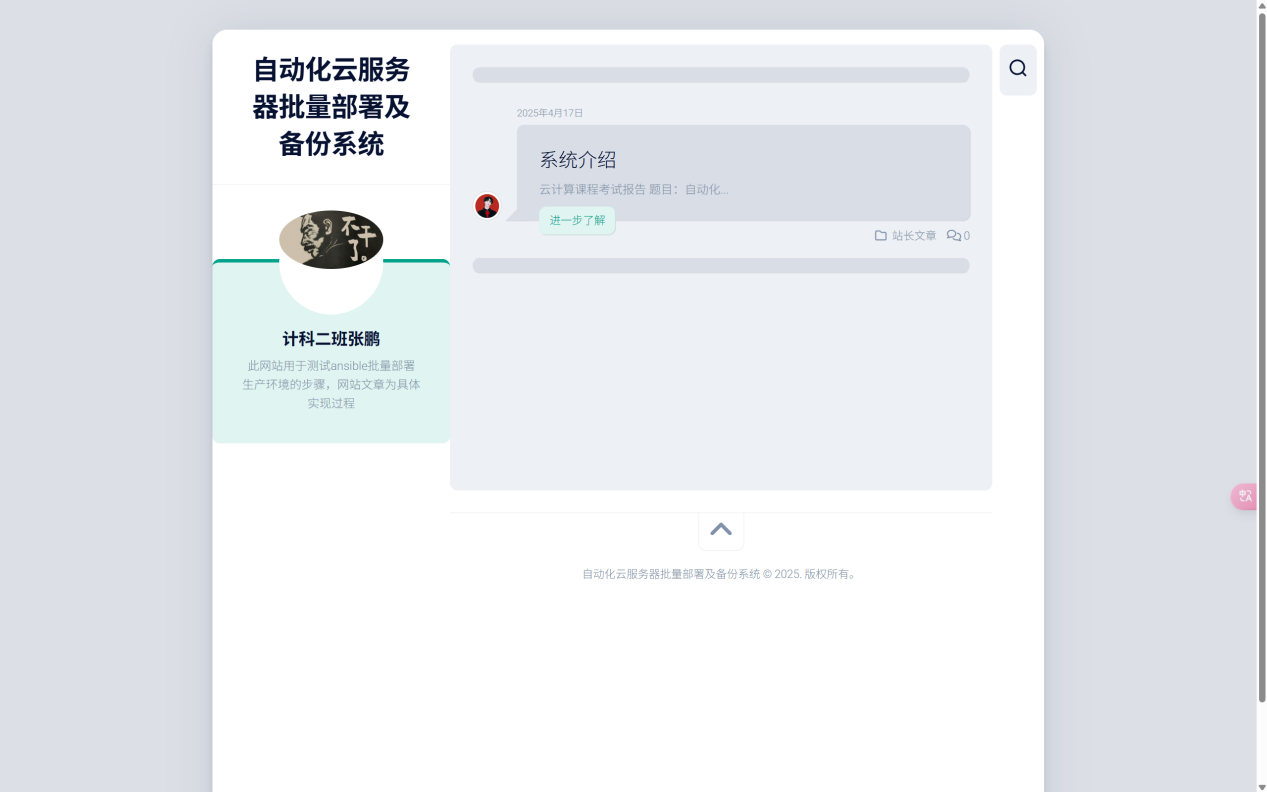 自动化云服务
器批量部署及
备份系统
不干了。
计科二班张鹏
此网站用于测试ansible批量部署
生产环境的步骤，网站文章为具体
实现过程
2025年4月17日
系统介绍
云计算课程考试报告 题目：自动化...
进一步了解
站长文章 0
自动化云服务器批量部署及备份系统 © 2025. 版权所有。
中A